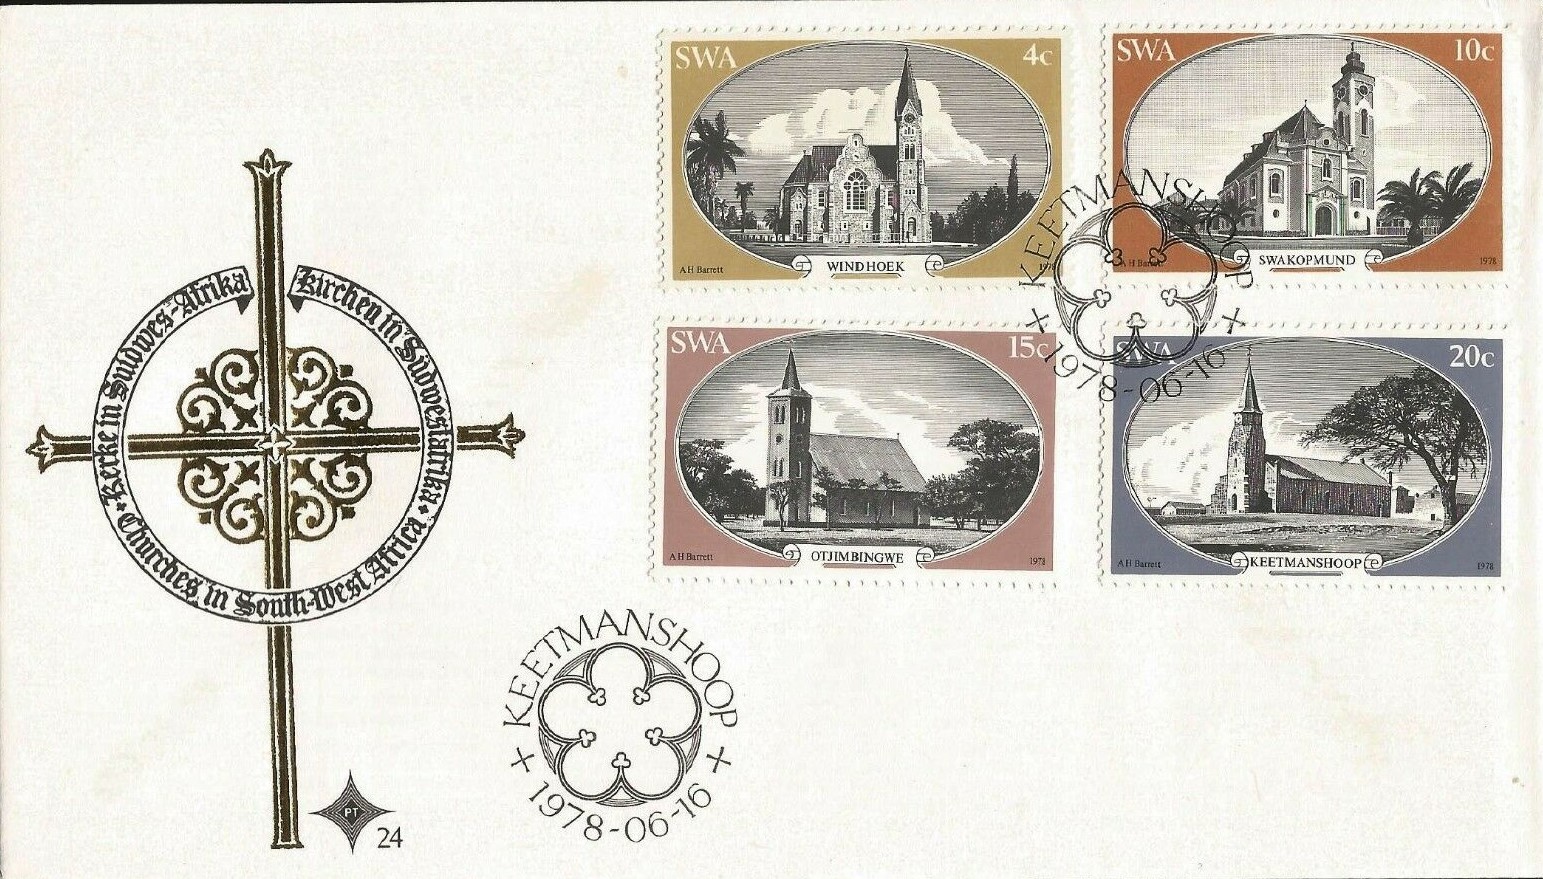 SWA 4c
WINDHOEK
A H Barrett 1978
SWA 10c
SWAKOPMUND
A H Barrett 1978
SWA 15c
OTJIMBINGWE
A H Barrett 1978
SWA 20c
KEETMANSHOOP
A H Barrett 1978
KEETMANSHOOP
+ 1978-06-16 +
Kerke in Suidwes-Afrika
Kirchen in Südwestafrika
Churches in South-West Africa
KEETMANSHOOP
+ 1978-06-16 +
PT
24